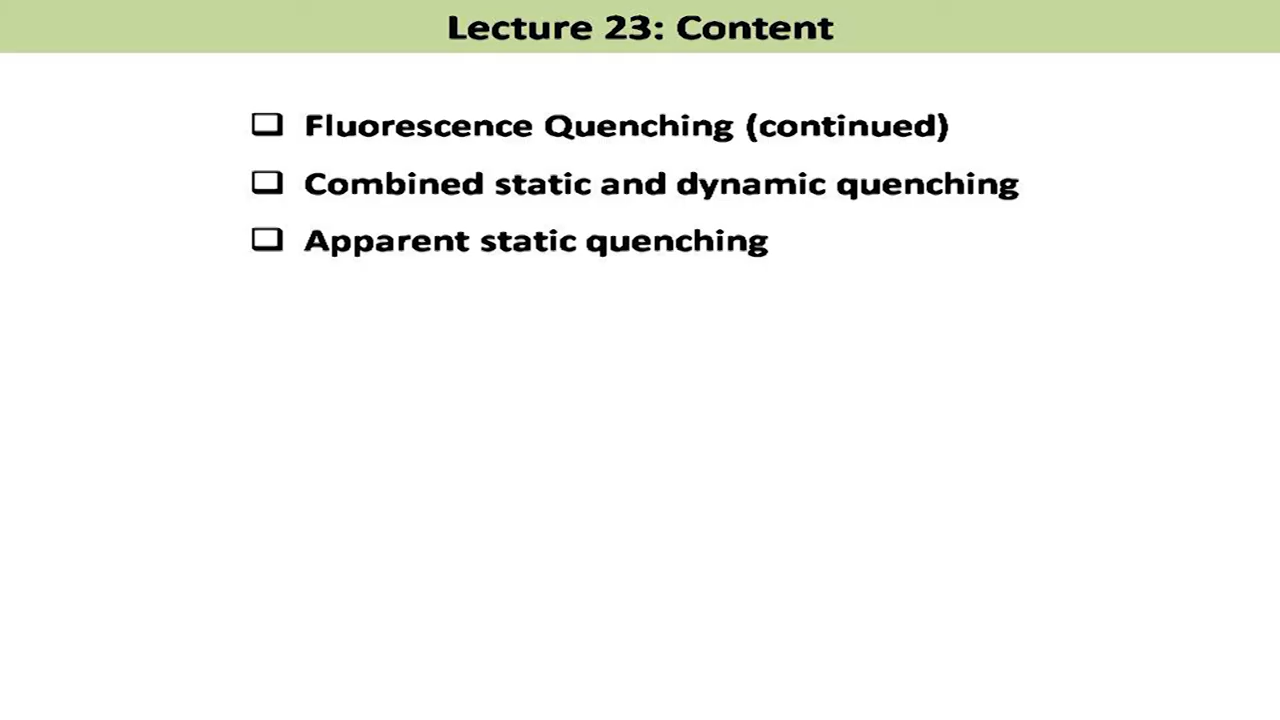 Lecture 23: Content
Fluorescence Quenching (continued)
Combined static and dynamic quenching
Apparent static quenching